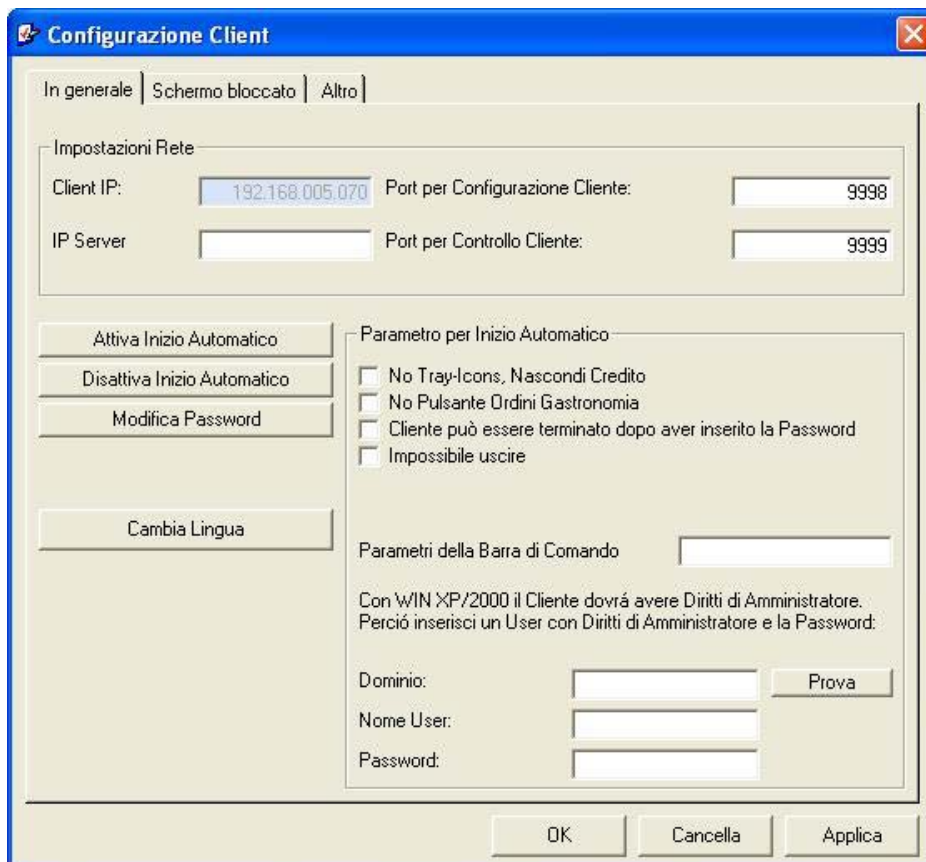 Configurazione Client
In generale Schermo bloccato Altro
Impostazioni Rete
Client IP: 192.168.005.070 Port per Configurazione Cliente: 9998
IP Server Port per Controllo Cliente: 9999
Attiva Inizio Automatico
Disattiva Inizio Automatico
Modifica Password
Cambia Lingua
Parametro per Inizio Automatico
No Tray-Icons, Nascondi Credito
No Pulsante Ordini Gastronomia
Cliente può essere terminato dopo aver inserito la Password
Impossibile uscire
Parametri della Barra di Comando
Con WIN XP/2000 il Cliente dovrá avere Diritti di Amministratore.
Perció inserisci un User con Diritti di Amministratore e la Password:
Dominio: Prova
Nome User:
Password:
OK Cancella Applica